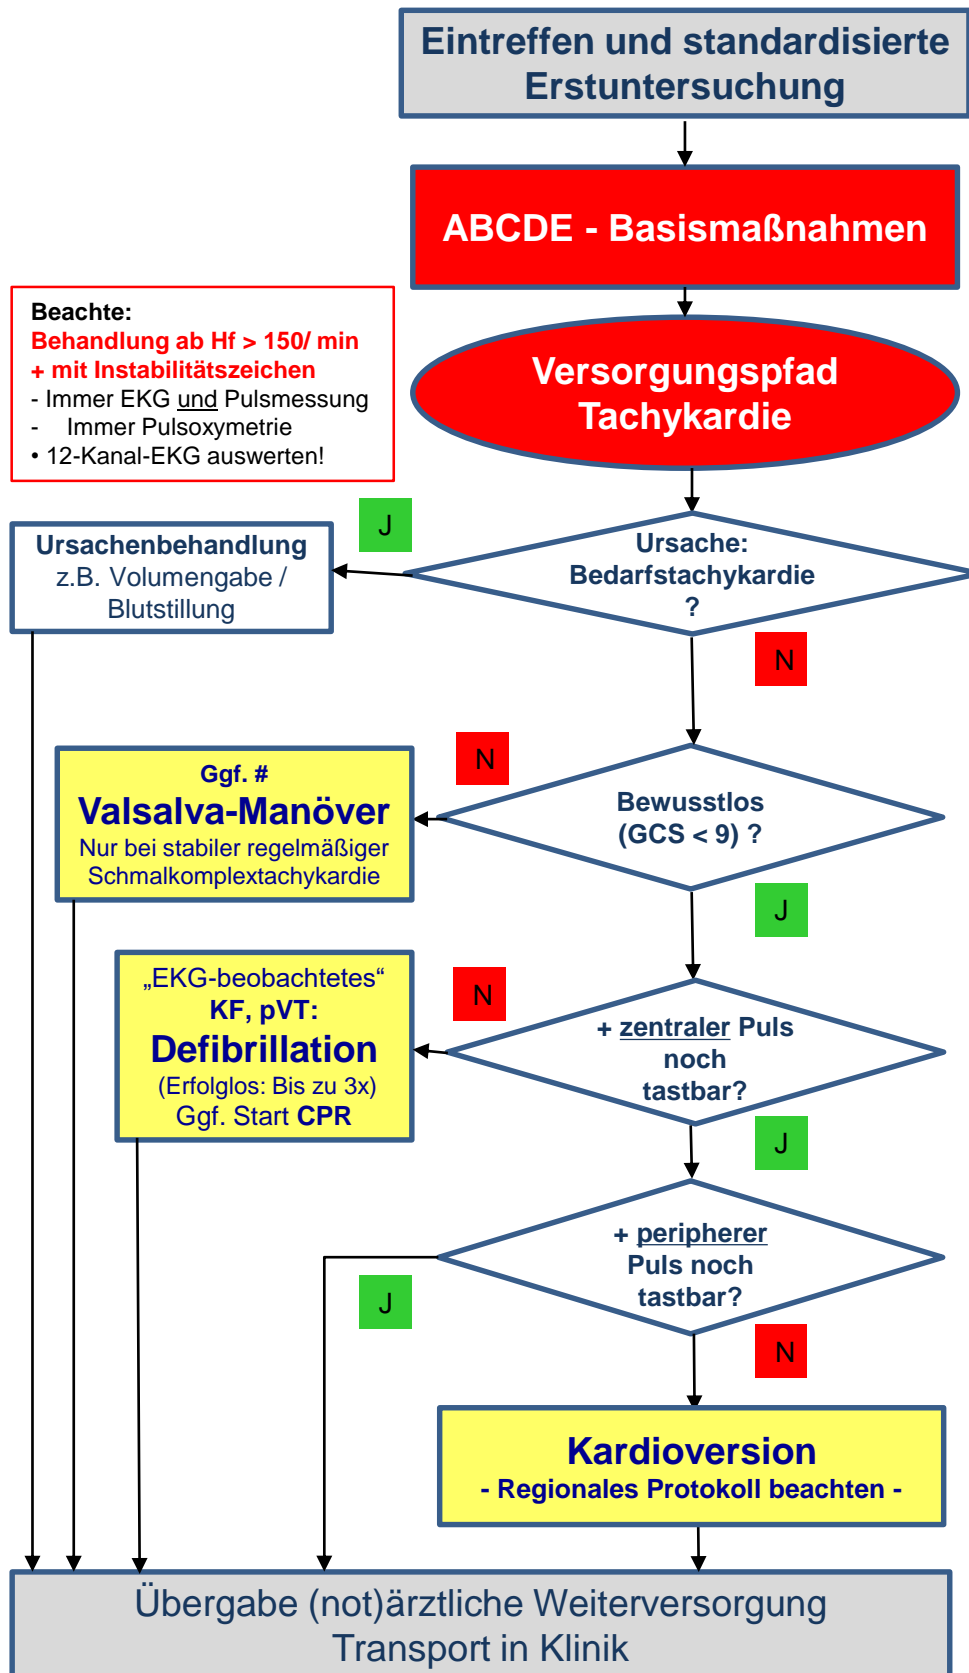 Eintreffen und standardisierte
Erstuntersuchung
ABCDE - Basismaßnahmen
Beachte:
Behandlung ab Hf > 150/ min
+ mit Instabilitätszeichen
- Immer EKG und Pulsmessung
- Immer Pulsoxymetrie
• 12-Kanal-EKG auswerten!
Versorgungspfad
Tachykardie
J
Ursachenbehandlung
z.B. Volumengabe /
Blutstillung
Ursache:
Bedarfstachykardie
?
N
N
Ggf. #
Valsalva-Manöver
Nur bei stabiler regelmäßiger
Schmalkomplextachykardie
Bewusstlos
(GCS < 9) ?
J
„EKG-beobachtetes“
KF, pVT:
Defibrillation
(Erfolglos: Bis zu 3x)
Ggf. Start CPR
N
+ zentraler Puls
noch
tastbar?
J
+ peripherer
Puls noch
tastbar?
J
N
Kardioversion
- Regionales Protokoll beachten -
Übergabe (not)ärztliche Weiterversorgung
Transport in Klinik